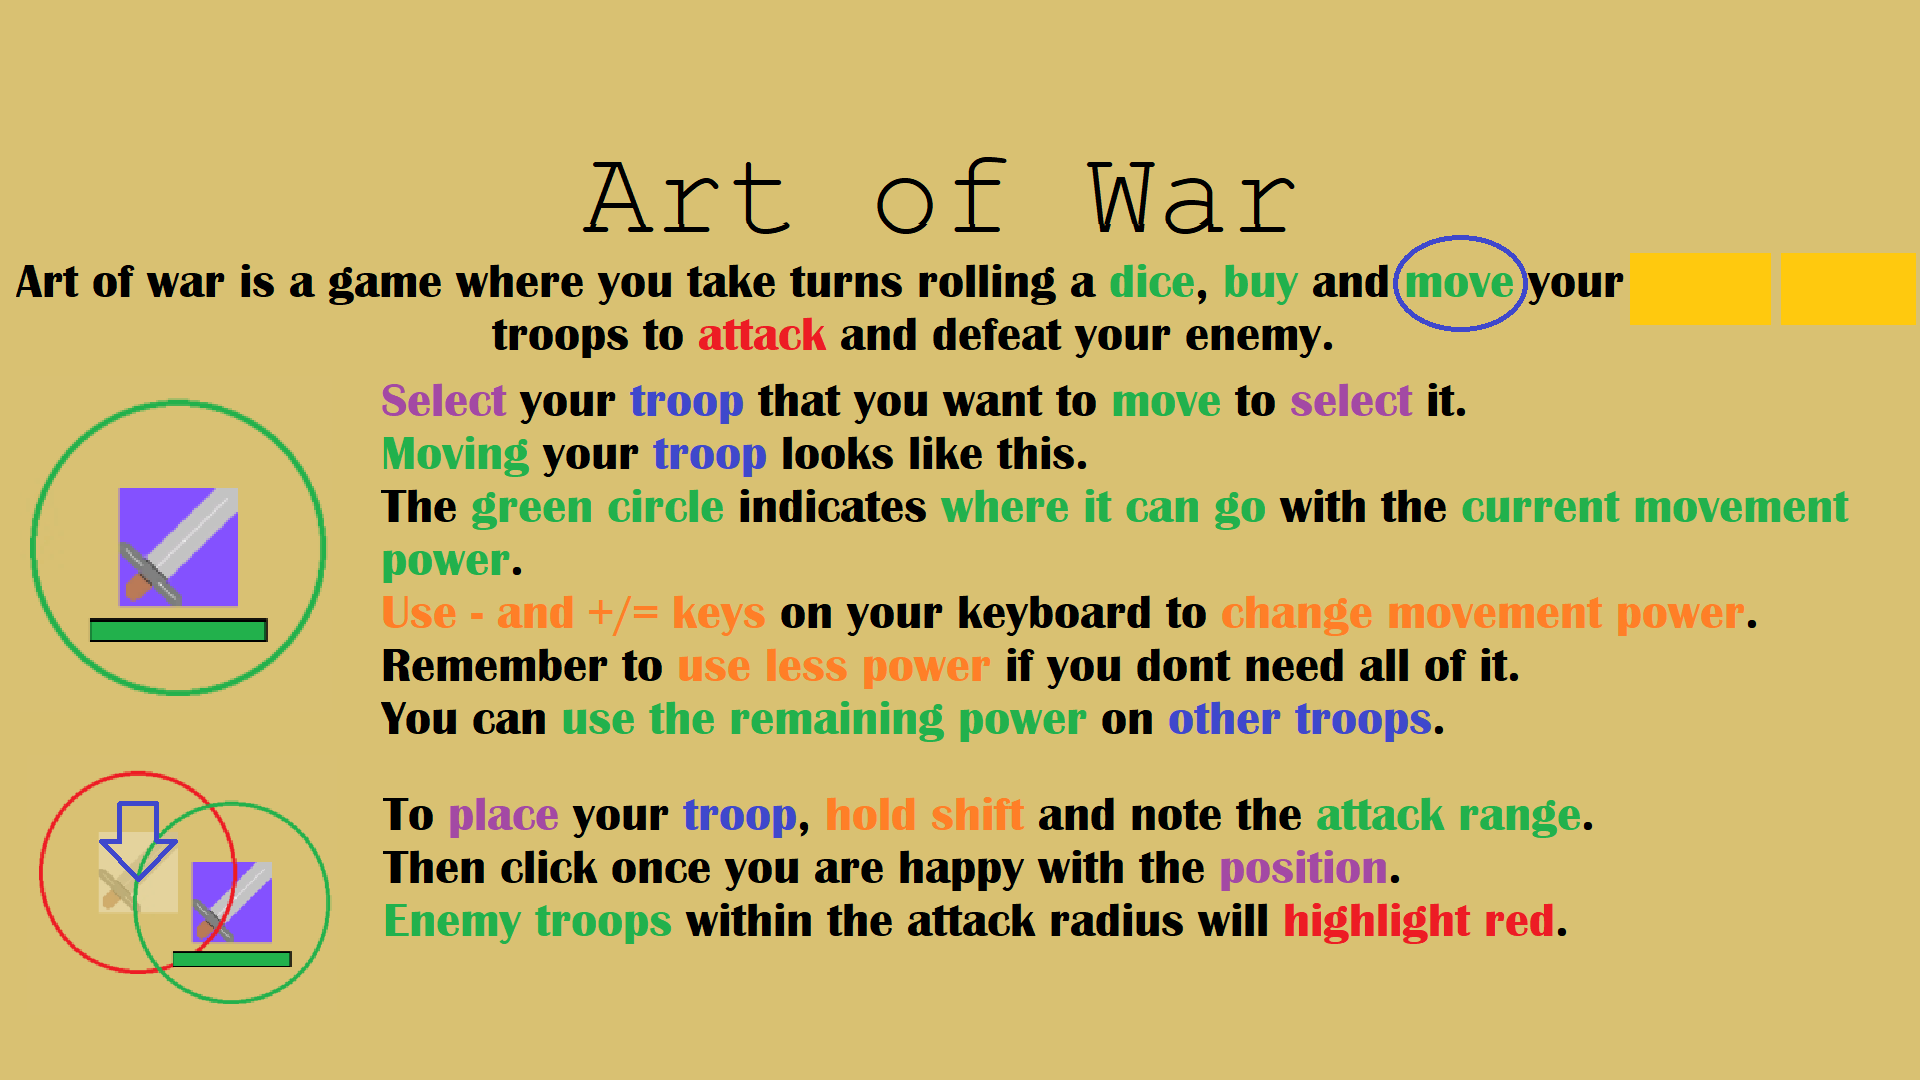 Art of War
Art of war is a game where you take turns rolling a dice, buy and move your
troops to attack and defeat your enemy.
Select your troop that you want to move to select it.
Moving your troop looks like this.
The green circle indicates where it can go with the current movement
power.
Use - and +/= keys on your keyboard to change movement power.
Remember to use less power if you dont need all of it.
You can use the remaining power on other troops.
To place your troop, hold shift and note the attack range.
Then click once you are happy with the position.
Enemy troops within the attack radius will highlight red.